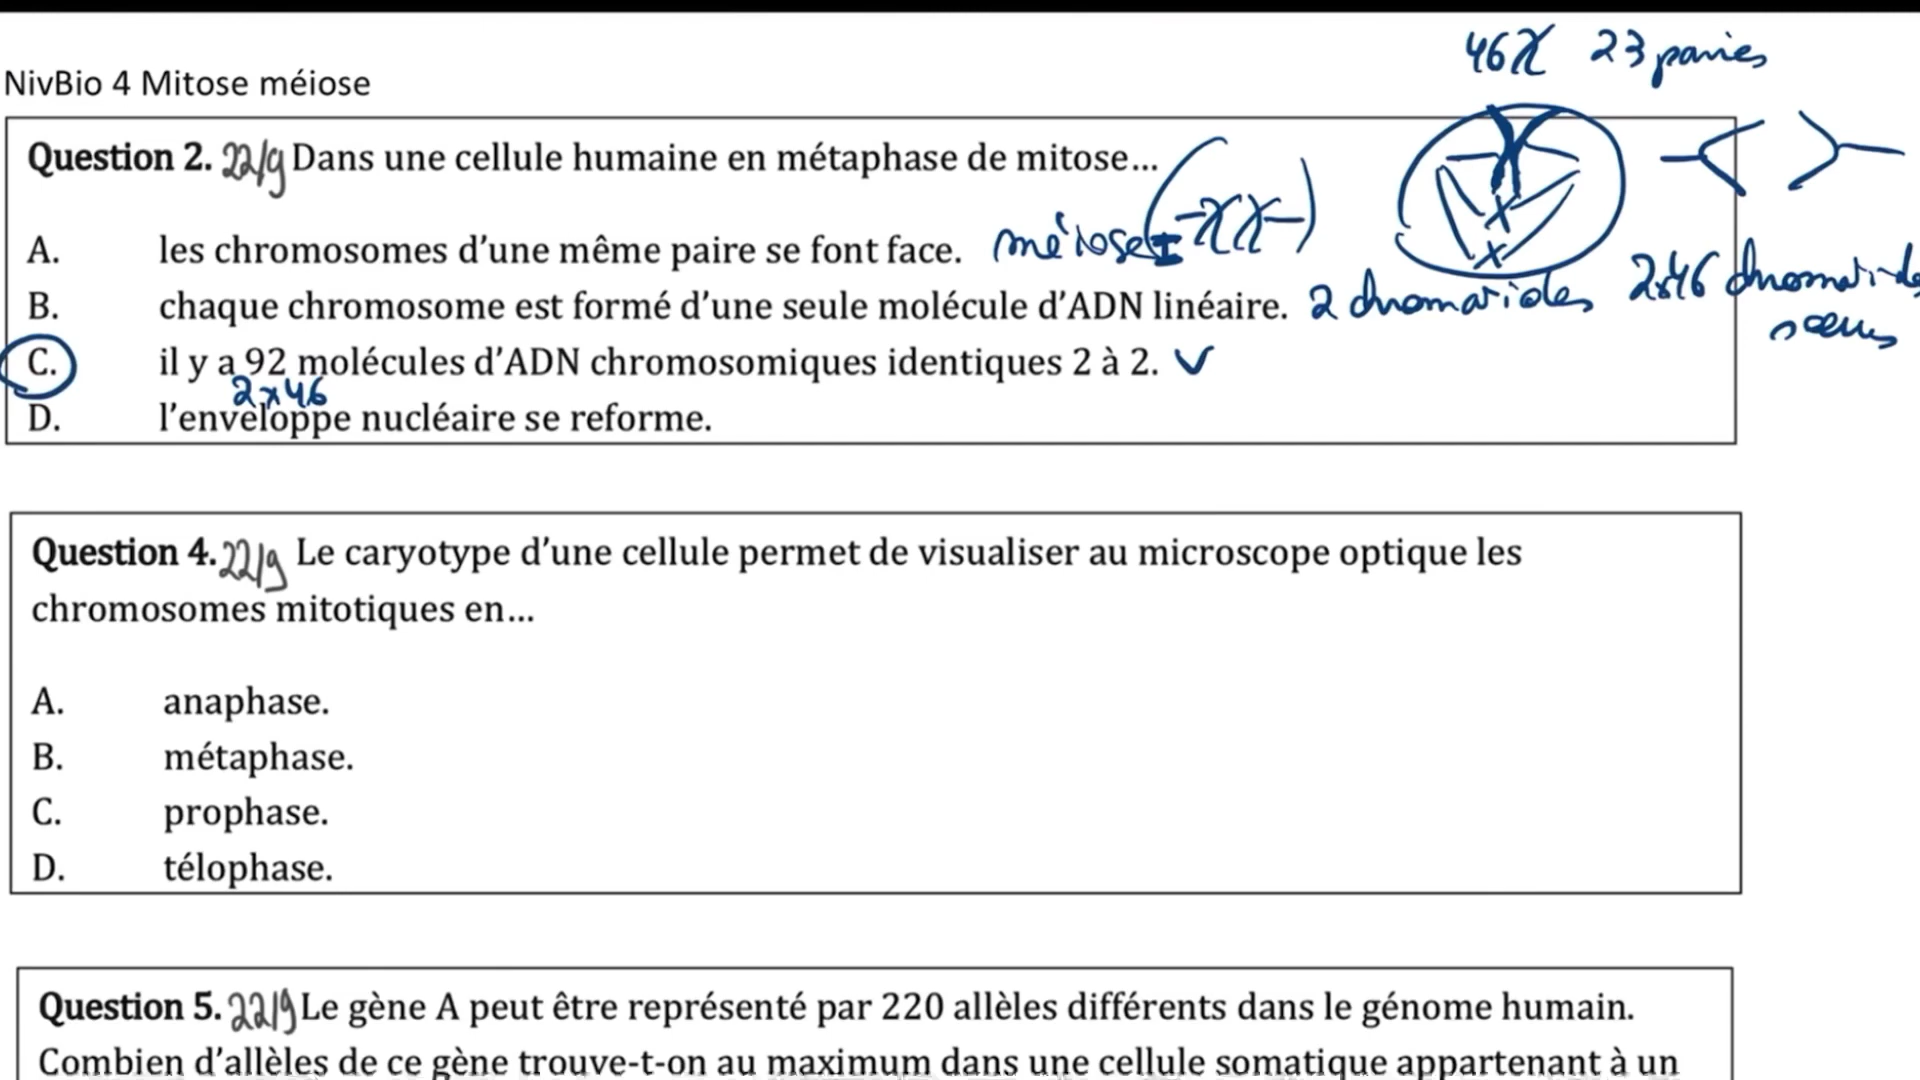 46X 23 paires
NivBio 4 Mitose méiose
Question 2. 22/9 Dans une cellule humaine en métaphase de mitose...
A. les chromosomes d'une même paire se font face. méiose I
B. chaque chromosome est formé d'une seule molécule d'ADN linéaire. 2 chromatides 2x46 chromatides
sœurs
C. il y a 92 molécules d'ADN chromosomiques identiques 2 à 2.
2x46
D. l'enveloppe nucléaire se reforme.
Question 4. 22/9 Le caryotype d'une cellule permet de visualiser au microscope optique les
chromosomes mitotiques en...
A. anaphase.
B. métaphase.
C. prophase.
D. télophase.
Question 5. 22/9 Le gène A peut être représenté par 220 allèles différents dans le génome humain.
Combien d'allèles de ce gène trouve-t-on au maximum dans une cellule somatique appartenant à un